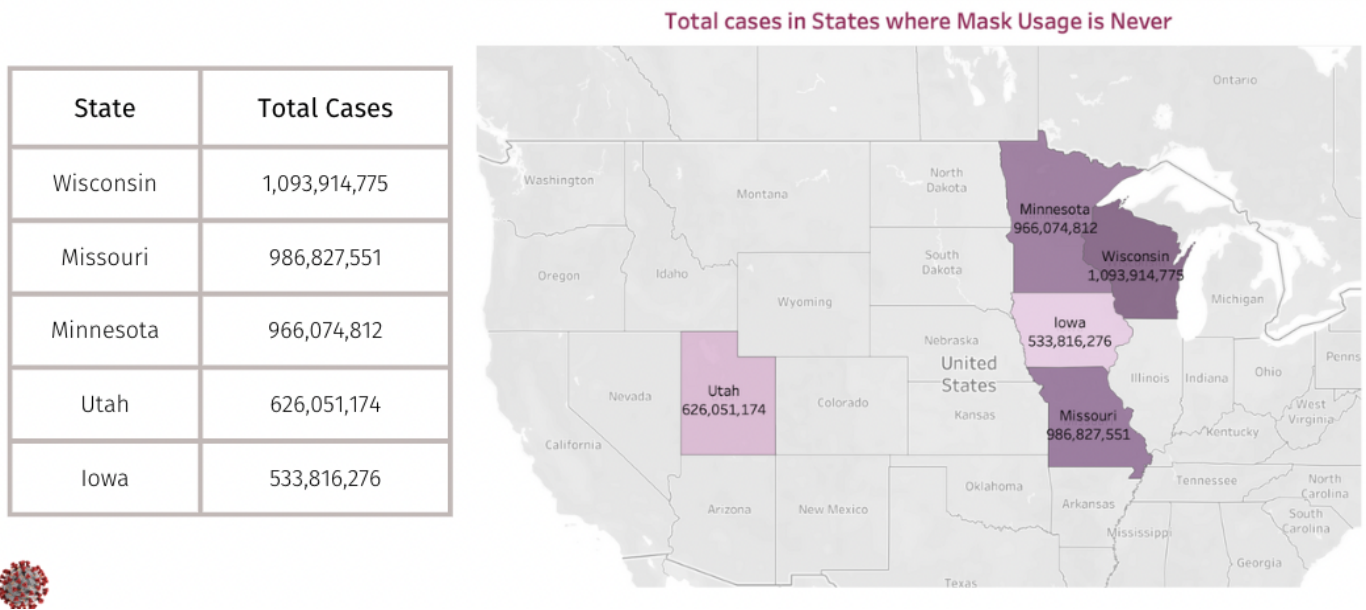 Total cases in States where Mask Usage is Never
State Total Cases
Wisconsin 1,093,914,775
Missouri 986,827,551
Minnesota 966,074,812
Utah 626,051,174
Iowa 533,816,276
Ontario
Washington
Montana
North
Dakota
Minnesota
966,074,812
Oregon
Idaho
South
Dakota
Wisconsin
1,093,914,775
Wyoming
Michigan
Iowa
533,816,276
Nebraska
United
States
Nevada
Utah
626,051,174
Colorado
Kansas
Illinois
Indiana
Ohio
Penns
West
Virginia
Missouri
986,827,551
Kentucky
California
Arizona
New Mexico
Oklahoma
Arkansas
Tennessee
North
Carolina
South
Carolina
Mississippi
Georgia
Texas